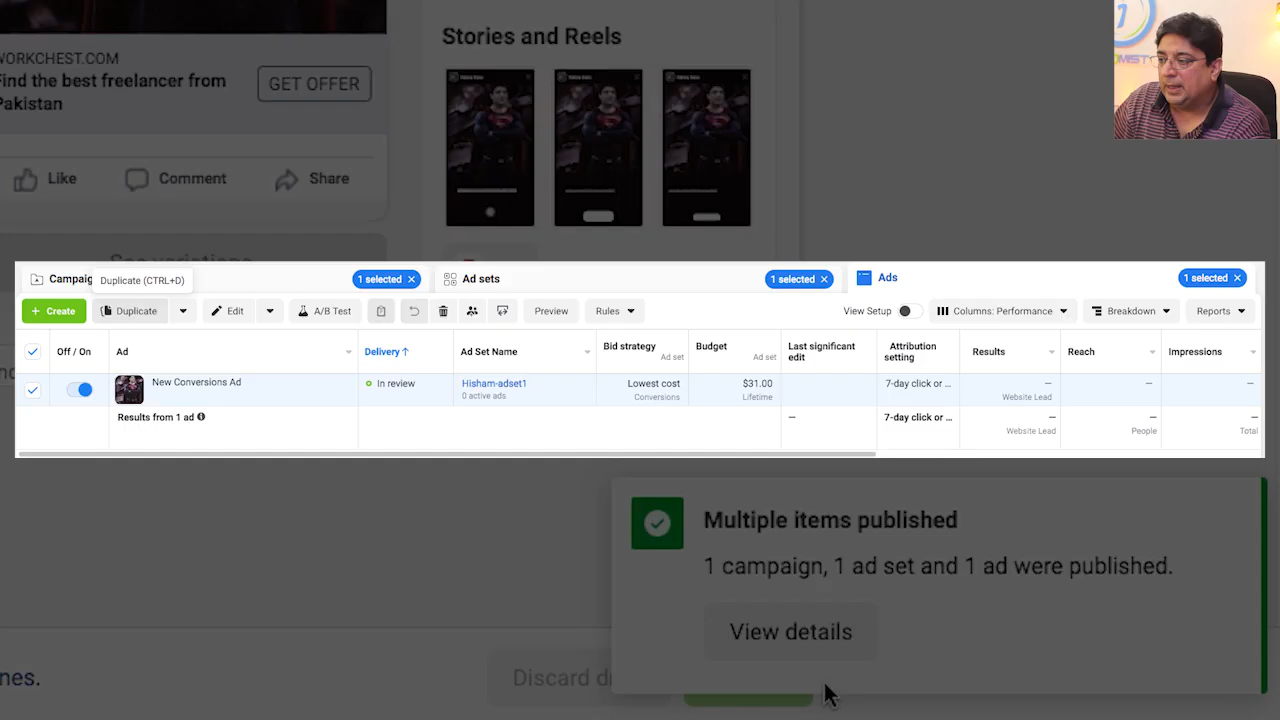 WORKCHEST.COM
Find the best freelancer from
Pakistan
GET OFFER
Like
Comment
Share
Stories and Reels
Campaig
Duplicate (CTRL+D)
1 selected ×
Ad sets
1 selected ×
Ads
1 selected ×
+ Create
Duplicate
Edit
A/B Test
Preview
Rules
View Setup
Columns: Performance
Breakdown
Reports
Off / On
Ad
Delivery ↑
Ad Set Name
Bid strategy
Ad set
Budget
Ad set
Last significant
edit
Attribution
setting
Results
Reach
Impressions
New Conversions Ad
In review
Hisham-adset1
0 active ads
Lowest cost
Conversions
$31.00
Lifetime
7-day click or ...
—
Website Lead
—
—
Results from 1 ad
—
7-day click or ...
—
Website Lead
—
People
—
Total
Multiple items published
1 campaign, 1 ad set and 1 ad were published.
View details
nes.
Discard d